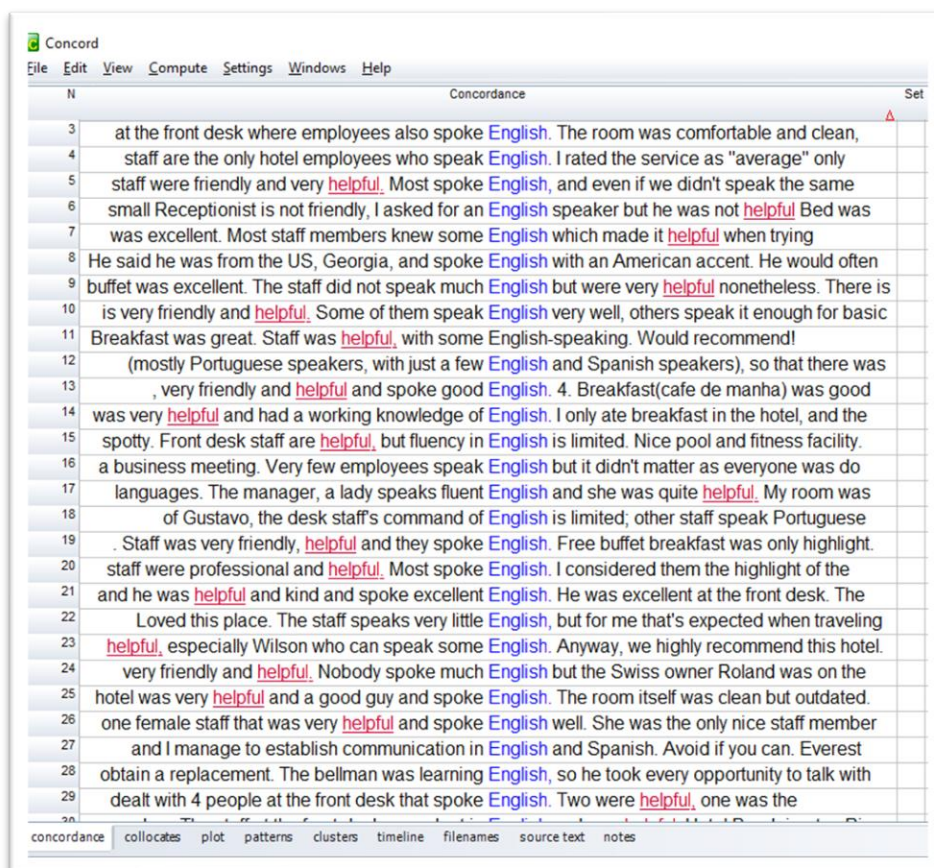 Concord
File Edit View Compute Settings Windows Help
N Concordance Set
3 at the front desk where employees also spoke English. The room was comfortable and clean,
4 staff are the only hotel employees who speak English. I rated the service as "average" only
5 staff were friendly and very helpful. Most spoke English, and even if we didn't speak the same
6 small Receptionist is not friendly, I asked for an English speaker but he was not helpful Bed was
7 was excellent. Most staff members knew some English which made it helpful when trying
8 He said he was from the US, Georgia, and spoke English with an American accent. He would often
9 buffet was excellent. The staff did not speak much English but were very helpful nonetheless. There is
10 is very friendly and helpful. Some of them speak English very well, others speak it enough for basic
11 Breakfast was great. Staff was helpful, with some English-speaking. Would recommend!
12 (mostly Portuguese speakers, with just a few English and Spanish speakers), so that there was
13 , very friendly and helpful and spoke good English. 4. Breakfast(cafe de manha) was good
14 was very helpful and had a working knowledge of English. I only ate breakfast in the hotel, and the
15 spotty. Front desk staff are helpful, but fluency in English is limited. Nice pool and fitness facility.
16 a business meeting. Very few employees speak English but it didn't matter as everyone was do
17 languages. The manager, a lady speaks fluent English and she was quite helpful. My room was
18 of Gustavo, the desk staff's command of English is limited; other staff speak Portuguese
19 . Staff was very friendly, helpful and they spoke English. Free buffet breakfast was only highlight.
20 staff were professional and helpful. Most spoke English. I considered them the highlight of the
21 and he was helpful and kind and spoke excellent English. He was excellent at the front desk. The
22 Loved this place. The staff speaks very little English, but for me that's expected when traveling
23 helpful, especially Wilson who can speak some English. Anyway, we highly recommend this hotel.
24 very friendly and helpful. Nobody spoke much English but the Swiss owner Roland was on the
25 hotel was very helpful and a good guy and spoke English. The room itself was clean but outdated.
26 one female staff that was very helpful and spoke English well. She was the only nice staff member
27 and I manage to establish communication in English and Spanish. Avoid if you can. Everest
28 obtain a replacement. The bellman was learning English, so he took every opportunity to talk with
29 dealt with 4 people at the front desk that spoke English. Two were helpful, one was the
concordance collocates plot patterns clusters timeline filenames source text notes